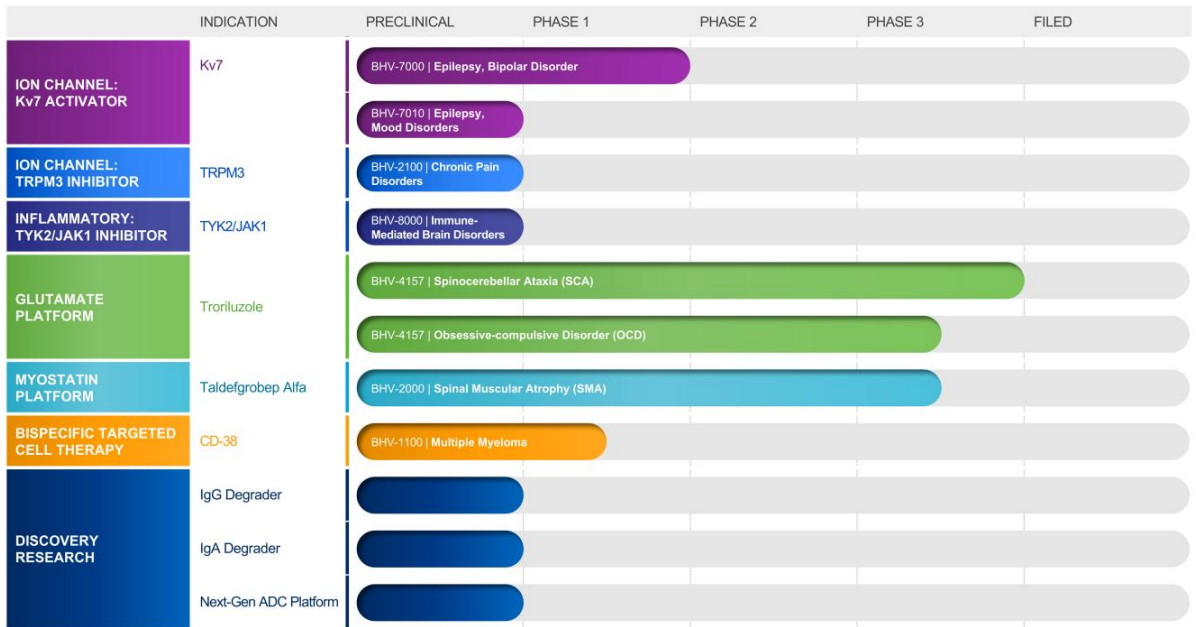 INDICATION PRECLINICAL PHASE 1 PHASE 2 PHASE 3 FILED
ION CHANNEL:
Kv7 ACTIVATOR
Kv7
BHV-7000 | Epilepsy, Bipolar Disorder
BHV-7010 | Epilepsy,
Mood Disorders
ION CHANNEL:
TRPM3 INHIBITOR
TRPM3
BHV-2100 | Chronic Pain
Disorders
INFLAMMATORY:
TYK2/JAK1 INHIBITOR
TYK2/JAK1
BHV-8000 | Immune-
Mediated Brain Disorders
GLUTAMATE
PLATFORM
Troriluzole
BHV-4157 | Spinocerebellar Ataxia (SCA)
BHV-4157 | Obsessive-compulsive Disorder (OCD)
MYOSTATIN
PLATFORM
Taldefgrobep Alfa
BHV-2000 | Spinal Muscular Atrophy (SMA)
BISPECIFIC TARGETED
CELL THERAPY
CD-38
BHV-1100 | Multiple Myeloma
DISCOVERY
RESEARCH
IgG Degrader
IgA Degrader
Next-Gen ADC Platform